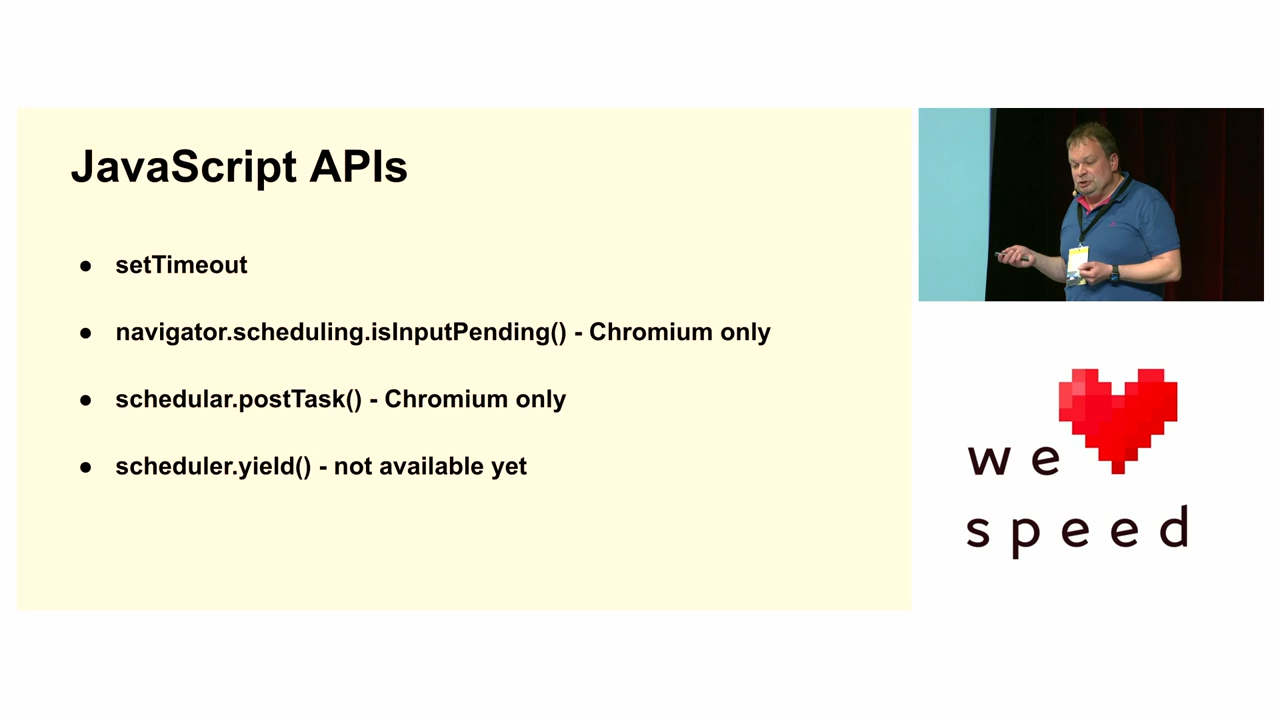 JavaScript APIs
● setTimeout
● navigator.scheduling.isInputPending() - Chromium only
● schedular.postTask() - Chromium only
● scheduler.yield() - not available yet
we
speed